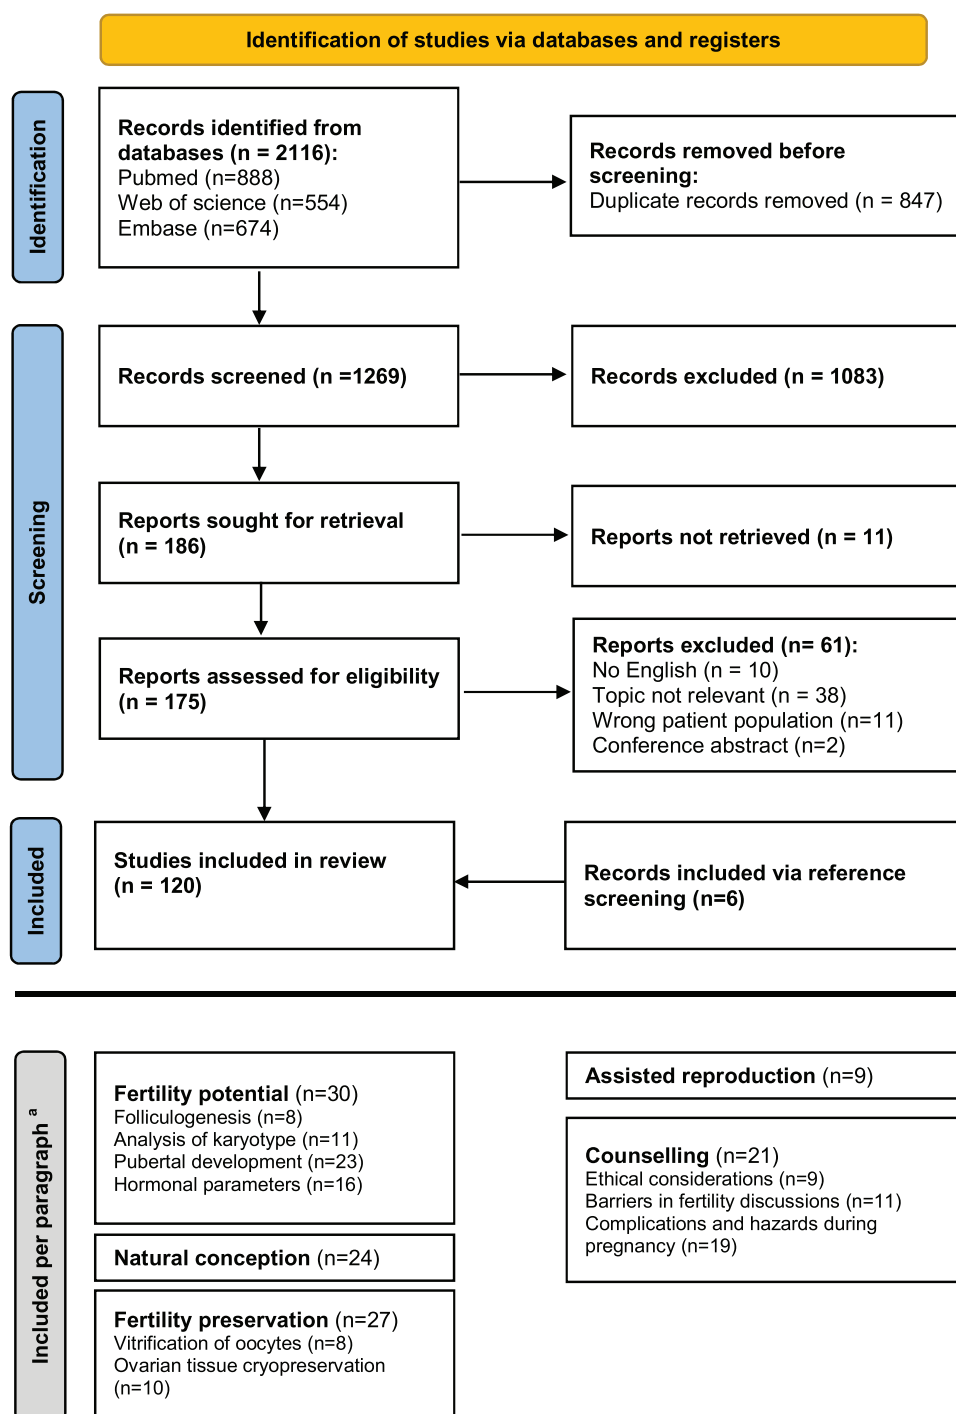 Identification of studies via databases and registers
Identification
Records identified from
databases (n = 2116):
Pubmed (n=888)
Web of science (n=554)
Embase (n=674)
Records removed before
screening:
Duplicate records removed (n = 847)
Screening
Records screened (n =1269)
Records excluded (n = 1083)
Reports sought for retrieval
(n = 186)
Reports not retrieved (n = 11)
Reports assessed for eligibility
(n = 175)
Reports excluded (n= 61):
No English (n = 10)
Topic not relevant (n = 38)
Wrong patient population (n=11)
Conference abstract (n=2)
Included
Studies included in review
(n = 120)
Records included via reference
screening (n=6)
Included per paragraph a
Fertility potential (n=30)
Folliculogenesis (n=8)
Analysis of karyotype (n=11)
Pubertal development (n=23)
Hormonal parameters (n=16)
Natural conception (n=24)
Fertility preservation (n=27)
Vitrification of oocytes (n=8)
Ovarian tissue cryopreservation
(n=10)
Assisted reproduction (n=9)
Counselling (n=21)
Ethical considerations (n=9)
Barriers in fertility discussions (n=11)
Complications and hazards during
pregnancy (n=19)